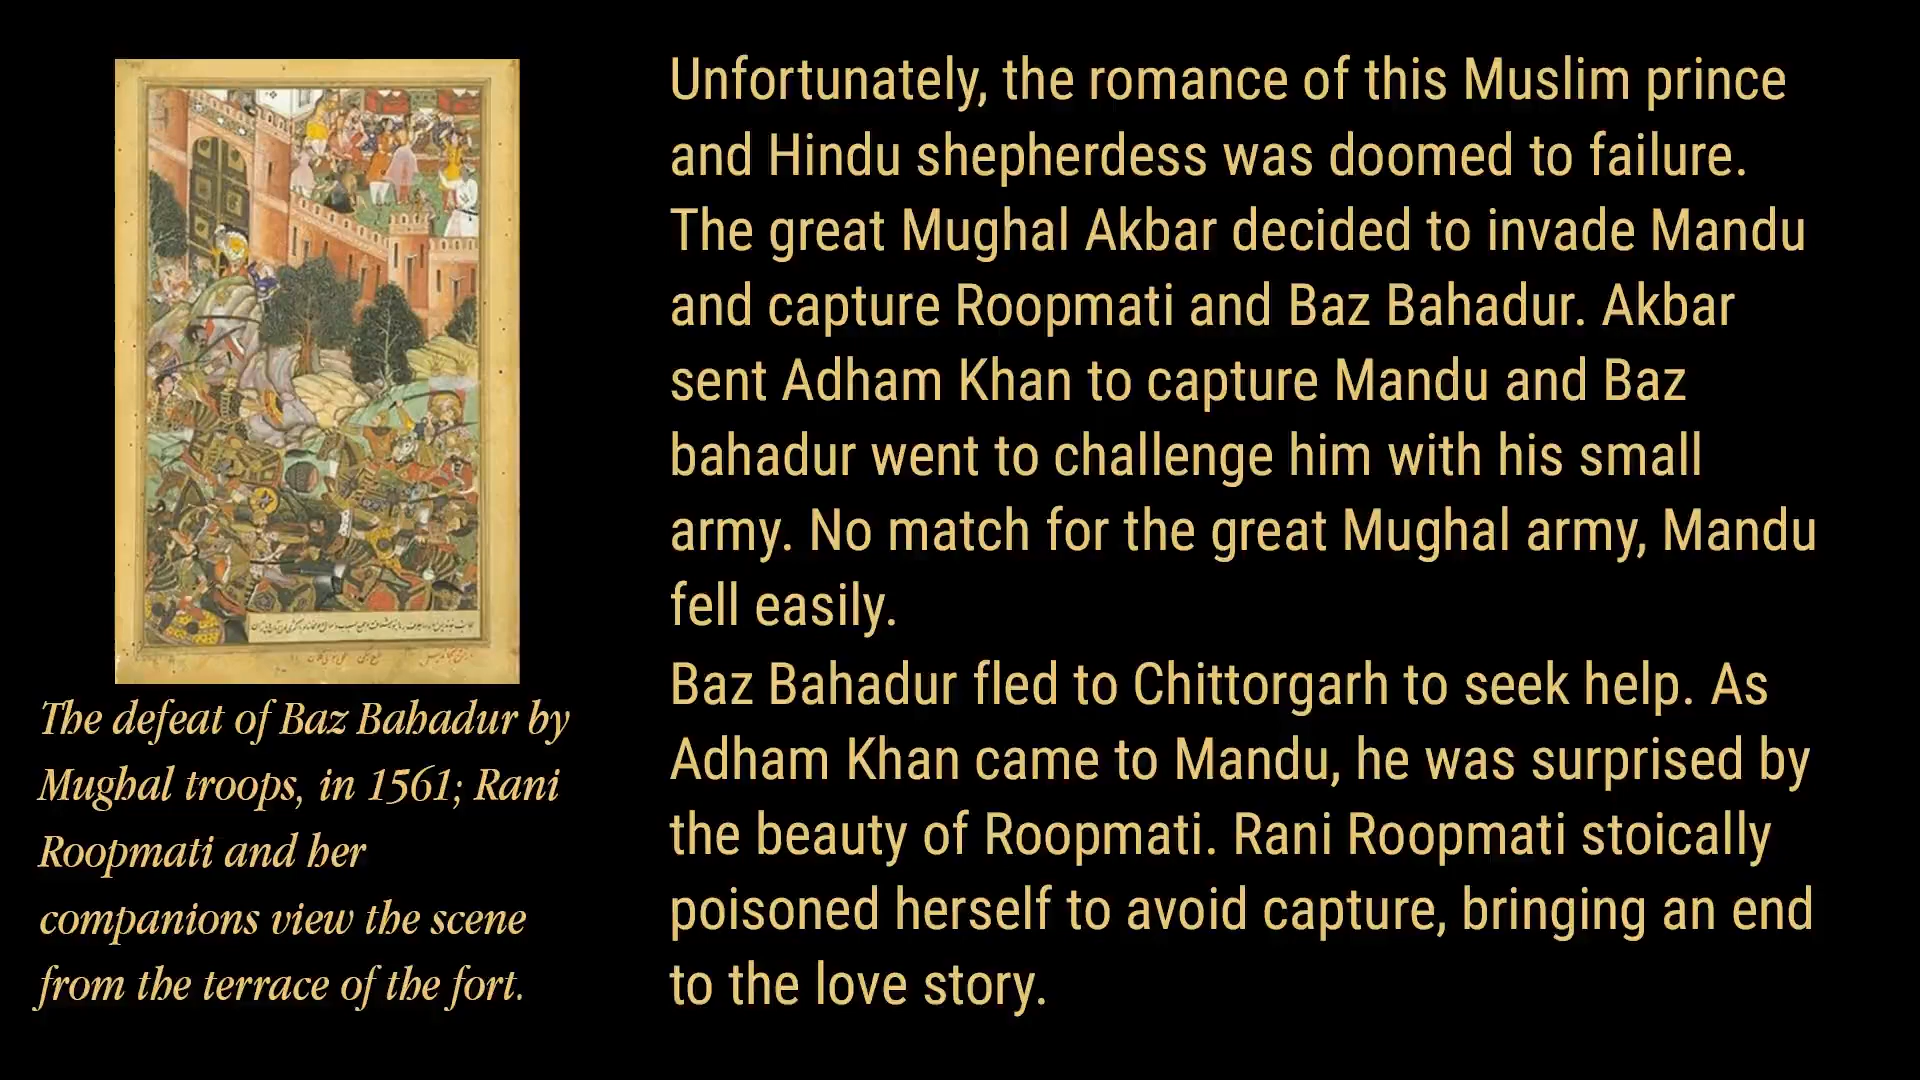 Unfortunately, the romance of this Muslim prince
and Hindu shepherdess was doomed to failure.
The great Mughal Akbar decided to invade Mandu
and capture Roopmati and Baz Bahadur. Akbar
sent Adham Khan to capture Mandu and Baz
bahadur went to challenge him with his small
army. No match for the great Mughal army, Mandu
fell easily.
Baz Bahadur fled to Chittorgarh to seek help. As
Adham Khan came to Mandu, he was surprised by
the beauty of Roopmati. Rani Roopmati stoically
poisoned herself to avoid capture, bringing an end
to the love story.
The defeat of Baz Bahadur by
Mughal troops, in 1561; Rani
Roopmati and her
companions view the scene
from the terrace of the fort.